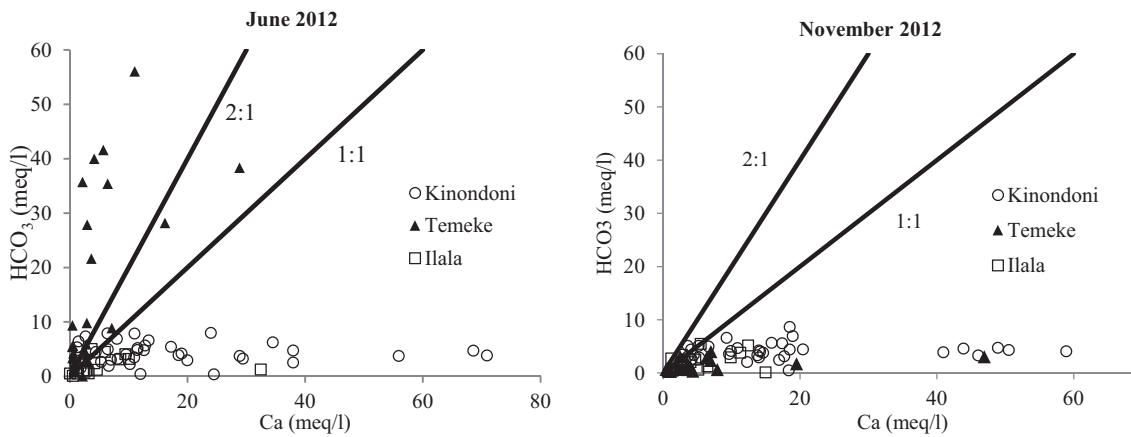 June 2012
60
50
40
30
20
10
0
0 20 40 60 80
HCO₃ (meq/l)
Ca (meq/l)
2:1
1:1
Kinondoni
Temeke
Ilala
November 2012
60
50
40
30
20
10
0
0 20 40 60
HCO3 (meq/l)
Ca (meq/l)
2:1
1:1
Kinondoni
Temeke
Ilala